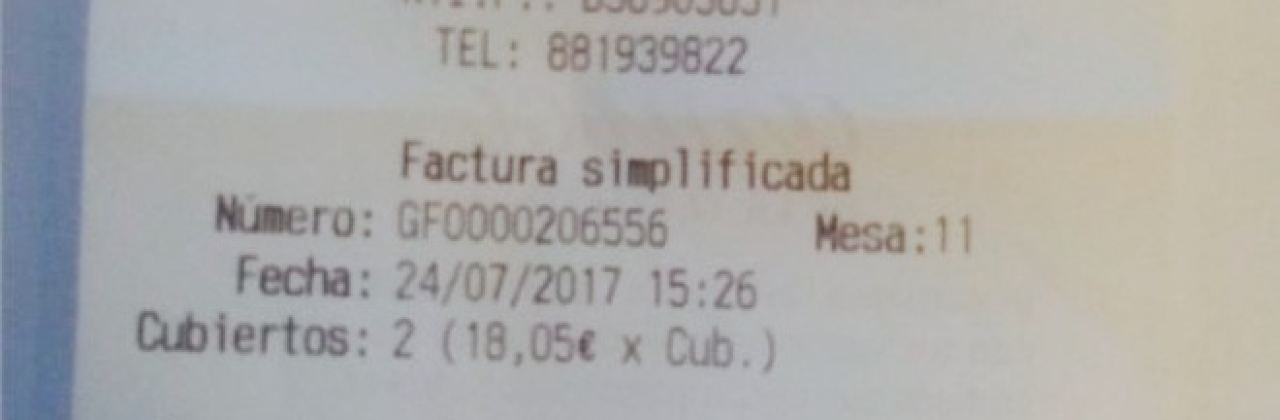 TEL: 881939822
Factura simplificada
Número: GF0000206556 Mesa:11
Fecha: 24/07/2017 15:26
Cubiertos: 2 (18,05€ x Cub.)